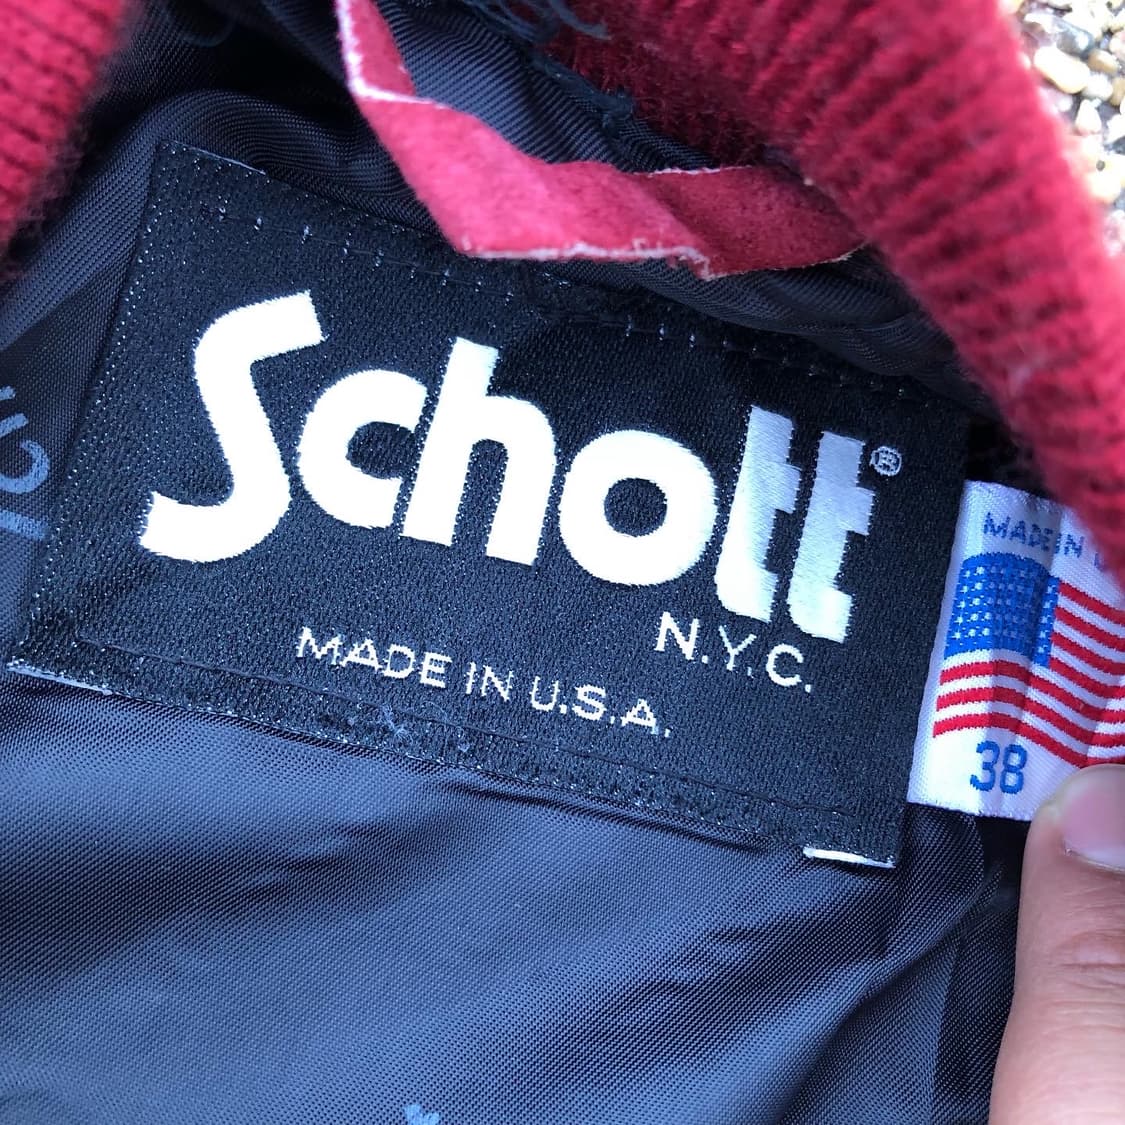 Schott®
N.Y.C.
MADE IN U.S.A.
MADE IN
38